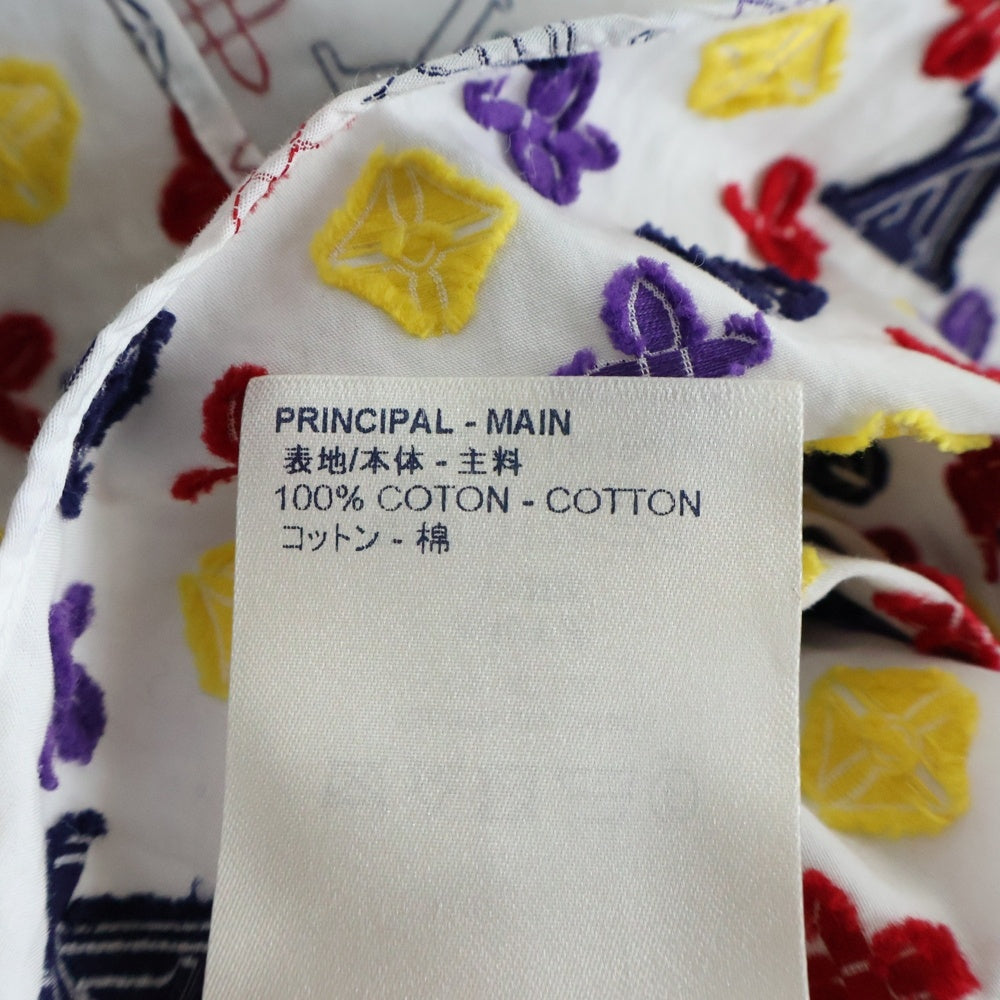 PRINCIPAL - MAIN
表地/本体 - 主料
100% COTON - COTTON
コットン - 棉